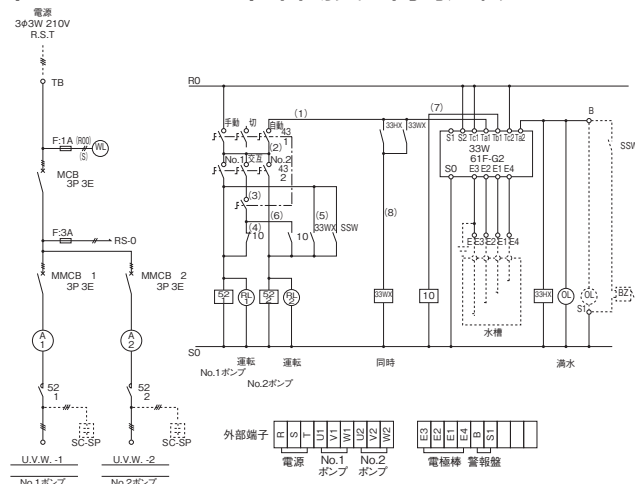 電源
3φ3W 210V
R.S.T
TB
F:1A (R00)
(S)
WL
MCB
3P 3E
F:3A
RS-0
MMCB 1
3P 3E
MMCB 2
3P 3E
A
1
A
2
52
1
52
2
SC-SP
SC-SP
U.V.W. -1
U.V.W. -2
No.1ポンプ
No.2ポンプ
R0
手動 切 自動
43
1
(1)
(2)
No.1 交互 No.2
43
2
(3)
(4)
10
(6)
10
(5)
33WX
SSW
52
1
RL
1
52
2
RL
2
S0
運転
No.1ポンプ
運転
No.2ポンプ
33HX
33WX
(8)
33WX
同時
(7)
10
S1 S2 Tc1 Ta1 Tb1 Tc2 Ta2
33W
61F-G2
S0 E3 E2 E1 E4
E E3 E2 E1 E4
水槽
33HX
OL
満水
B
OL
S1
SSW
BZ
外部端子
R S T U1 V1 W1 U2 V2 W2
電源 No.1
ポンプ
No.2
ポンプ
E3 E2 E1 E4 B S1
電極棒 警報盤